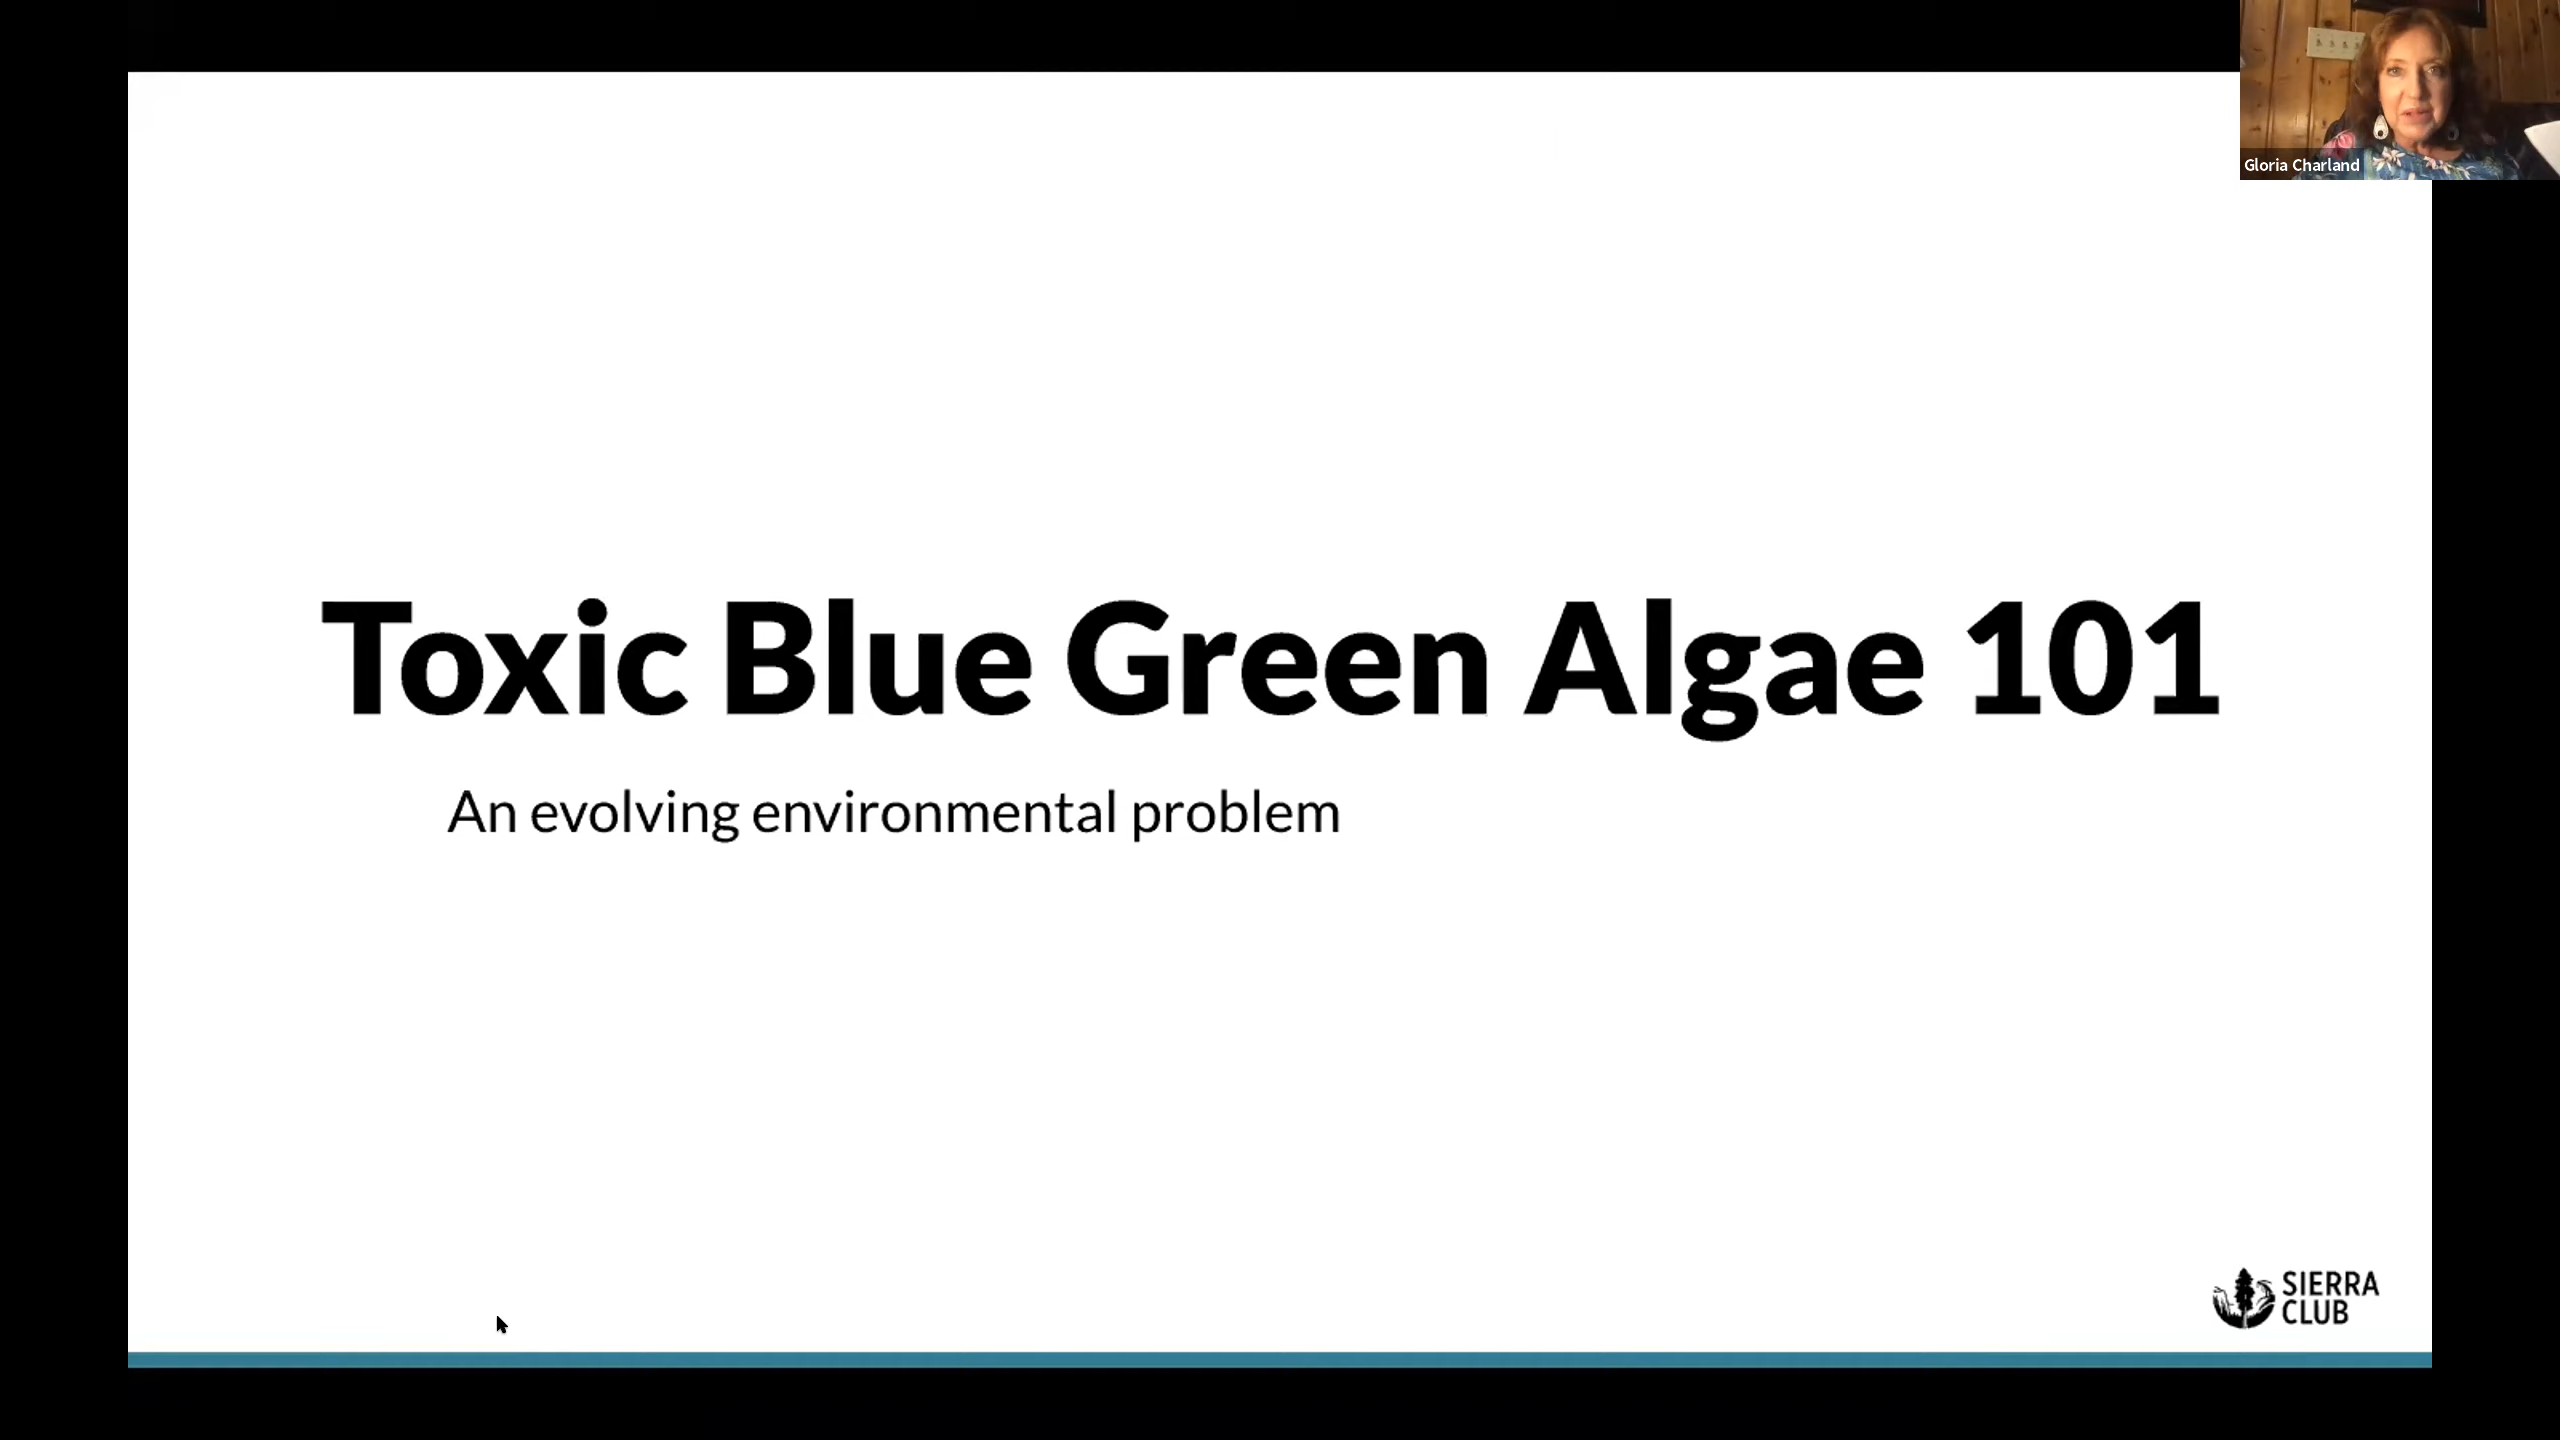 Gloria Charland
Toxic Blue Green Algae 101
An evolving environmental problem
SIERRA
CLUB